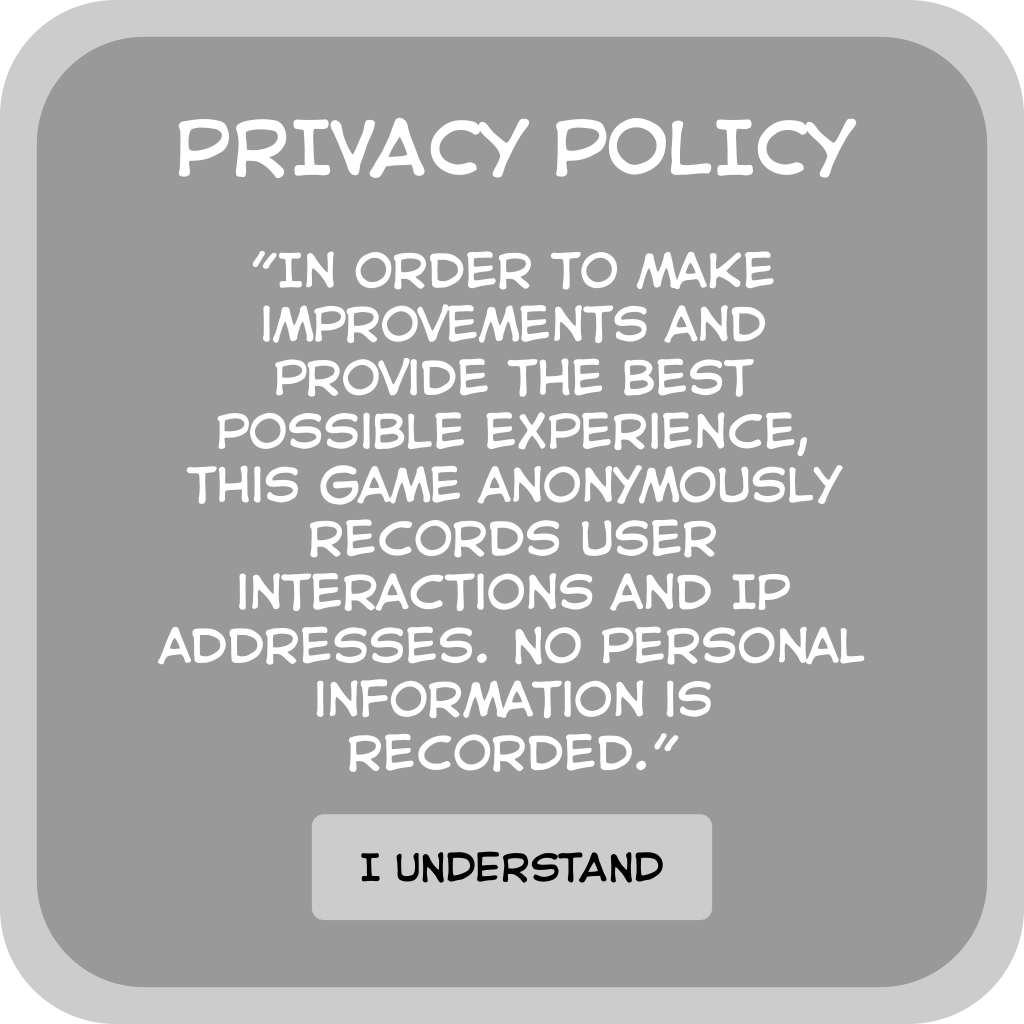 PRIVACY POLICY
"IN ORDER TO MAKE
IMPROVEMENTS AND
PROVIDE THE BEST
POSSIBLE EXPERIENCE,
THIS GAME ANONYMOUSLY
RECORDS USER
INTERACTIONS AND IP
ADDRESSES. NO PERSONAL
INFORMATION IS
RECORDED."
I UNDERSTAND